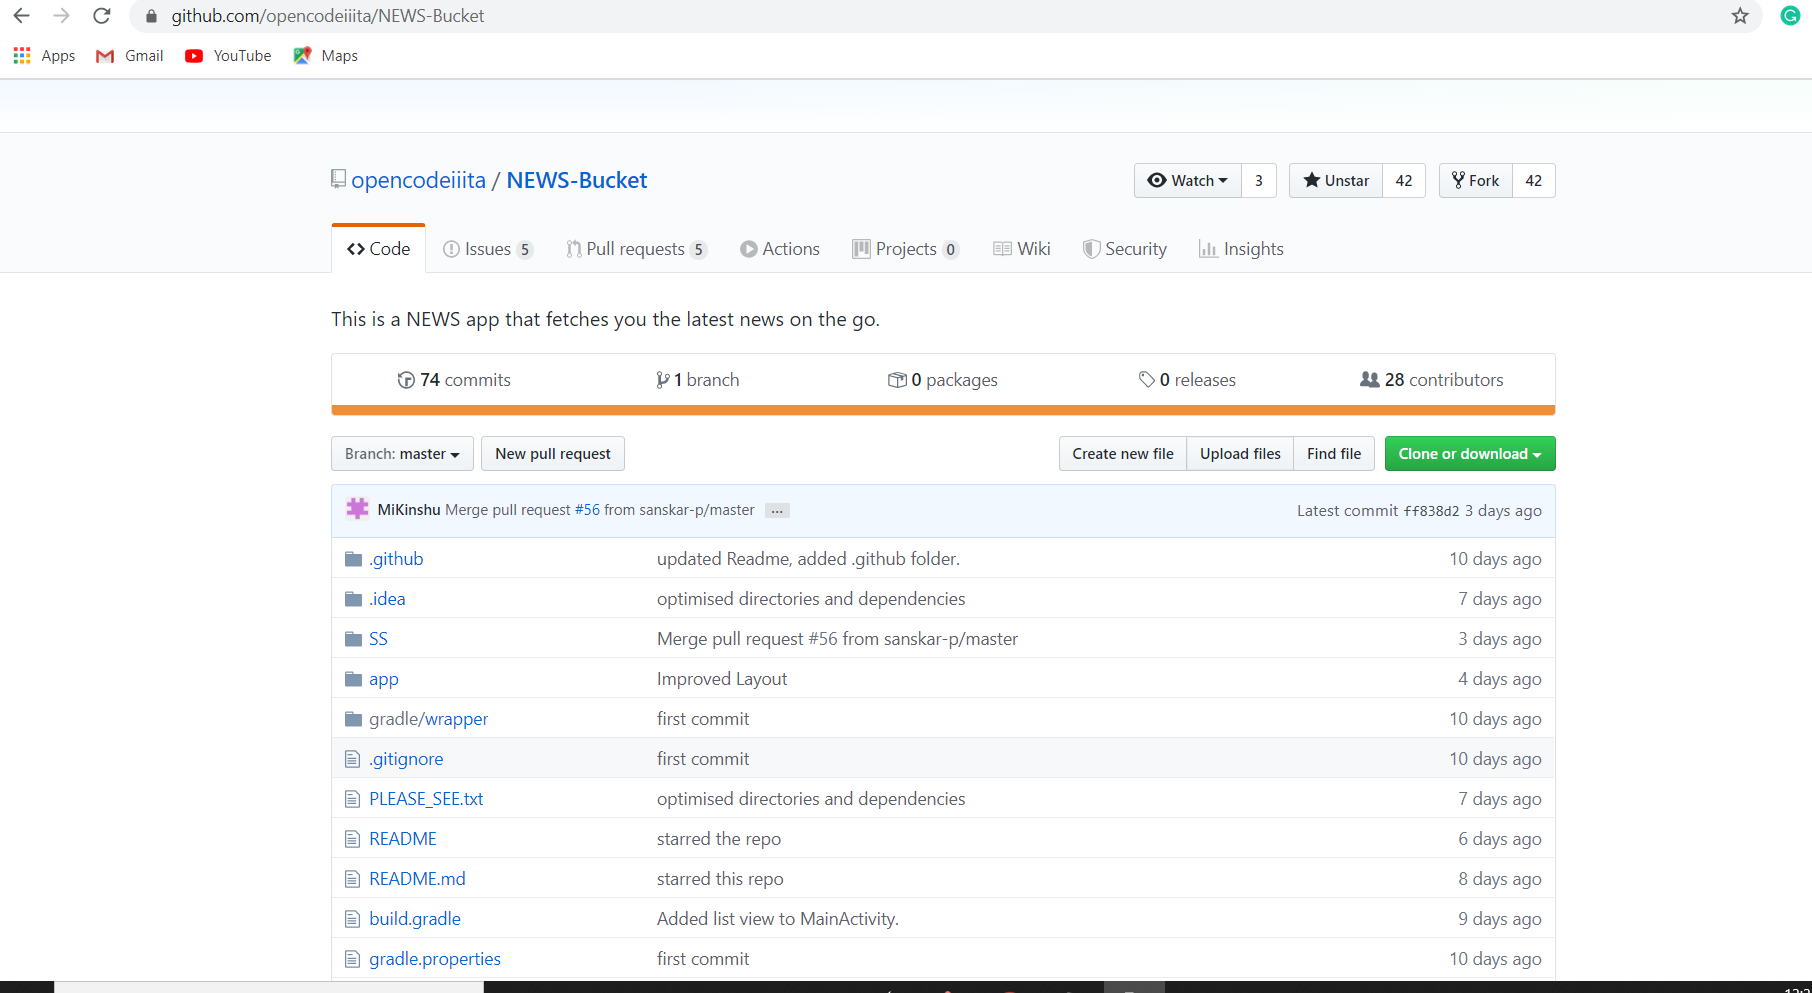 github.com/opencodeiiita/NEWS-Bucket
Apps Gmail YouTube Maps
opencodeiiita / NEWS-Bucket
Watch 3 Unstar 42 Fork 42
Code Issues 5 Pull requests 5 Actions Projects 0 Wiki Security Insights
This is a NEWS app that fetches you the latest news on the go.
74 commits 1 branch 0 packages 0 releases 28 contributors
Branch: master New pull request Create new file Upload files Find file Clone or download
MiKinshu Merge pull request #56 from sanskar-p/master ... Latest commit ff838d2 3 days ago
.github updated Readme, added .github folder. 10 days ago
.idea optimised directories and dependencies 7 days ago
SS Merge pull request #56 from sanskar-p/master 3 days ago
app Improved Layout 4 days ago
gradle/wrapper first commit 10 days ago
.gitignore first commit 10 days ago
PLEASE_SEE.txt optimised directories and dependencies 7 days ago
README starred the repo 6 days ago
README.md starred this repo 8 days ago
build.gradle Added list view to MainActivity. 9 days ago
gradle.properties first commit 10 days ago